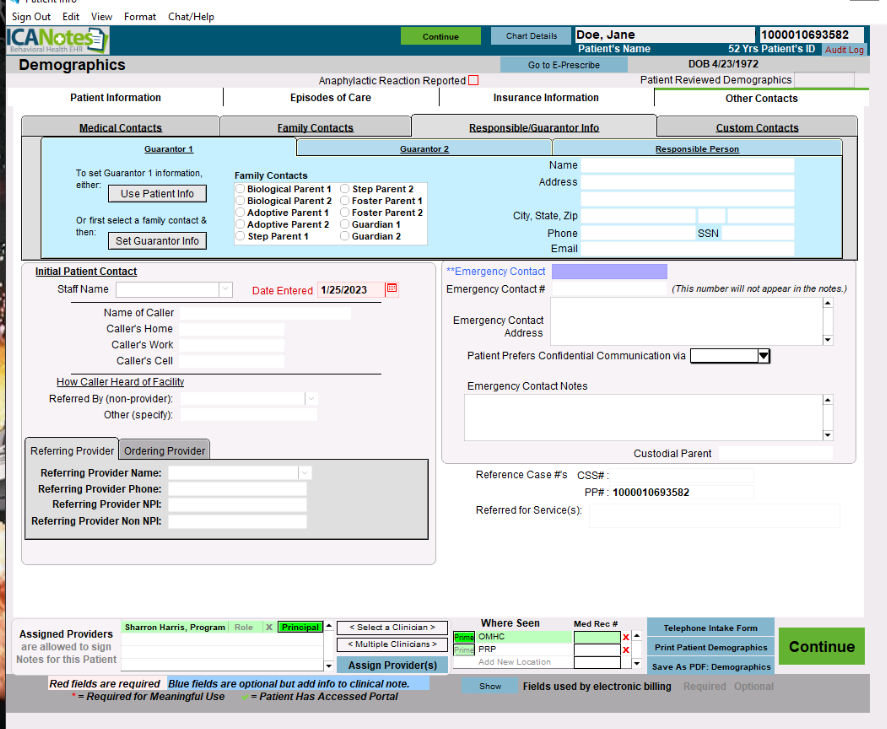 Patient Info
Sign Out Edit View Format Chat/Help
ICANotes
Behavioral Health EHR
Continue
Chart Details
Doe, Jane
1000010693582
Patient's Name
52 Yrs Patient's ID
Audit Log
Demographics
Go to E-Prescribe
DOB 4/23/1972
Anaphylactic Reaction Reported
Patient Reviewed Demographics
Patient Information
Episodes of Care
Insurance Information
Other Contacts
Medical Contacts
Family Contacts
Responsible/Guarantor Info
Custom Contacts
Guarantor 1
Guarantor 2
Responsible Person
To set Guarantor 1 information,
either:
Use Patient Info
Or first select a family contact &
then:
Set Guarantor Info
Family Contacts
Biological Parent 1 Step Parent 2
Biological Parent 2 Foster Parent 1
Adoptive Parent 1 Foster Parent 2
Adoptive Parent 2 Guardian 1
Step Parent 1 Guardian 2
Name
Address
City, State, Zip
Phone SSN
Email
Initial Patient Contact
Staff Name
Date Entered 1/25/2023
Name of Caller
Caller's Home
Caller's Work
Caller's Cell
How Caller Heard of Facility
Referred By (non-provider):
Other (specify):
Referring Provider
Ordering Provider
Referring Provider Name:
Referring Provider Phone:
Referring Provider NPI:
Referring Provider Non NPI:
**Emergency Contact
Emergency Contact # (This number will not appear in the notes.)
Emergency Contact
Address
Patient Prefers Confidential Communication via
Emergency Contact Notes
Custodial Parent
Reference Case #'s CSS# :
PP# : 1000010693582
Referred for Service(s):
Assigned Providers
are allowed to sign
Notes for this Patient
Sharron Harris, Program Role X Principal
< Select a Clinician >
< Multiple Clinicians >
Assign Provider(s)
Where Seen Med Rec #
Prime OMHC X
Prime PRP X
Add New Location
Telephone Intake Form
Print Patient Demographics
Save As PDF: Demographics
Continue
Red fields are required Blue fields are optional but add info to clinical note.
* = Required for Meaningful Use = Patient Has Accessed Portal
Show
Fields used by electronic billing Required Optional